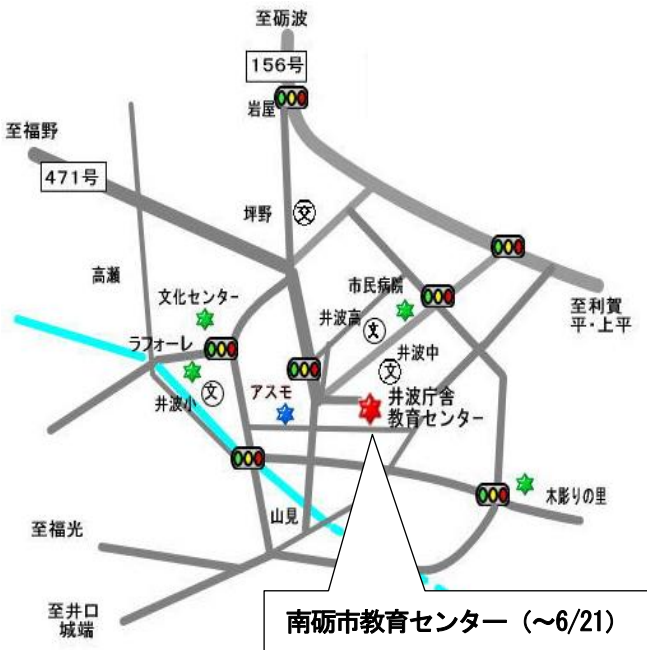 至砺波
156号
岩屋
至福野
471号
坪野
文
高瀬
市民病院
文化センター
至利賀
平・上平
井波高
文
ラフォーレ
井波中
文
アスモ
井波庁舎
教育センター
井波小
文
木彫りの里
山見
至福光
至井口
城端
南砺市教育センター（～6/21）